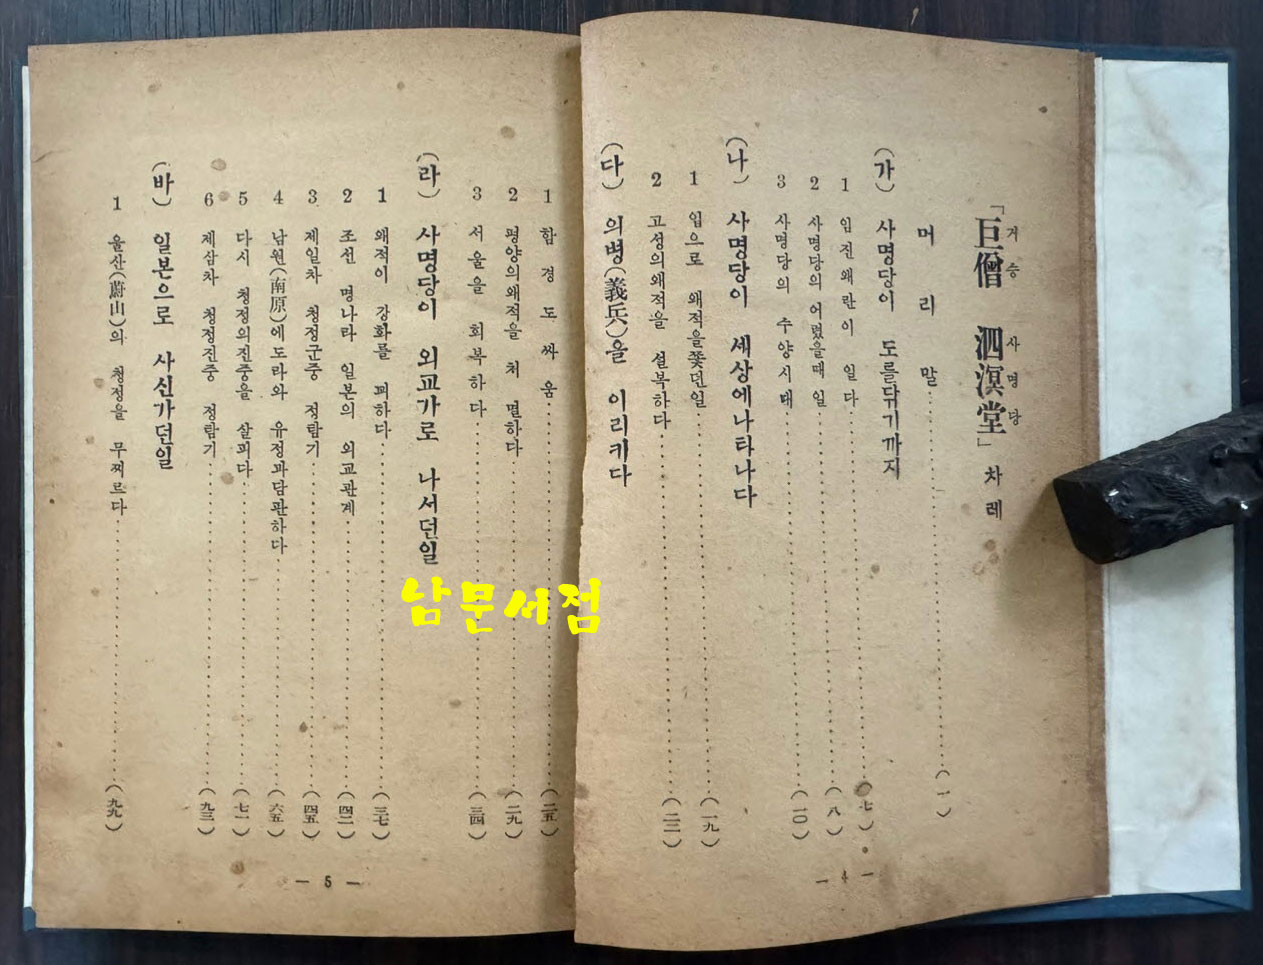 「巨僧 泗溟堂」 차례
거승 사명당
머리말 (一)
(가) 사명당이 도를닦기까지
1 임진왜란이 일다 (七)
2 사명당의 어렸을때 일 (八)
3 사명당의 수양시대 (一〇)
(나) 사명당이 세상에나타나다
1 입으로 왜적을쫓던일 (一九)
2 고성의왜적을 설복하다 (二二)
(다) 의병(義兵)을 이리키다
— 4 —
1 함경도싸움 (二五)
2 평양의왜적을처 멸하다 (二九)
3 서울을 회복하다 (三四)
(라) 사명당이 외교가로 나서던일
1 왜적이 강화를 꾀하다 (三七)
2 조선 명나라 일본의 외교관계 (四二)
3 제일차 청정군중 정탐기 (四五)
4 남원(南原)에도라와 유정과담판하다 (六五)
5 다시 청정의진중을 살피다 (七一)
6 제삼차 청정진중 정탐기 (九三)
(바) 일본으로 사신가던일
1 울산(蔚山)의 청정을 무찌르다 (九九)
— 5 —
남문서점